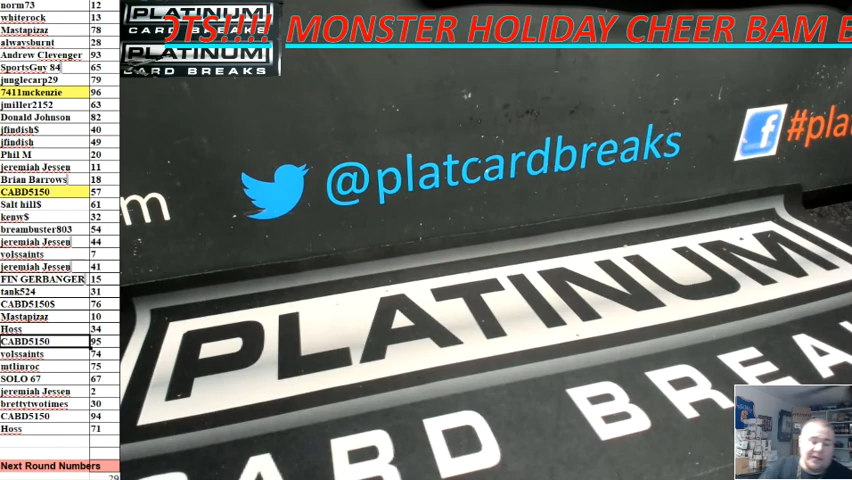 norm73 12
whiterock 13
Mastapizaz 78
alwaysburnt 28
Andrew Clevenger 93
SportsGuy 84 65
junglecarp29 79
7411mckenzie 96
jmiller2152 63
Donald Johnson 82
jfindish$ 40
jfindish 49
Phil M 20
jeremiah Jessen 11
Brian Barrows 18
CABD5150 57
Salt hill$ 61
kenw$ 32
breambuster803 54
jeremiah Jessen 44
volssaints 7
jeremiah Jessen 41
FIN GERBANGER 15
tank524 31
CABD5150$ 76
Mastapizaz 10
Hoss 34
CABD5150 95
volssaints 74
mtlinroc 75
SOLO 67 67
jeremiah Jessen 2
brettytwotimes 30
CABD5150 94
Hoss 71
Next Round Numbers
29
PLATINUM
CARD BREAKS
PLATINUM
CARD BREAKS
OTS!!!! MONSTER HOLIDAY CHEER BAM B
m
@platcardbreaks
f #plat
PLATINUM
ARD BREA